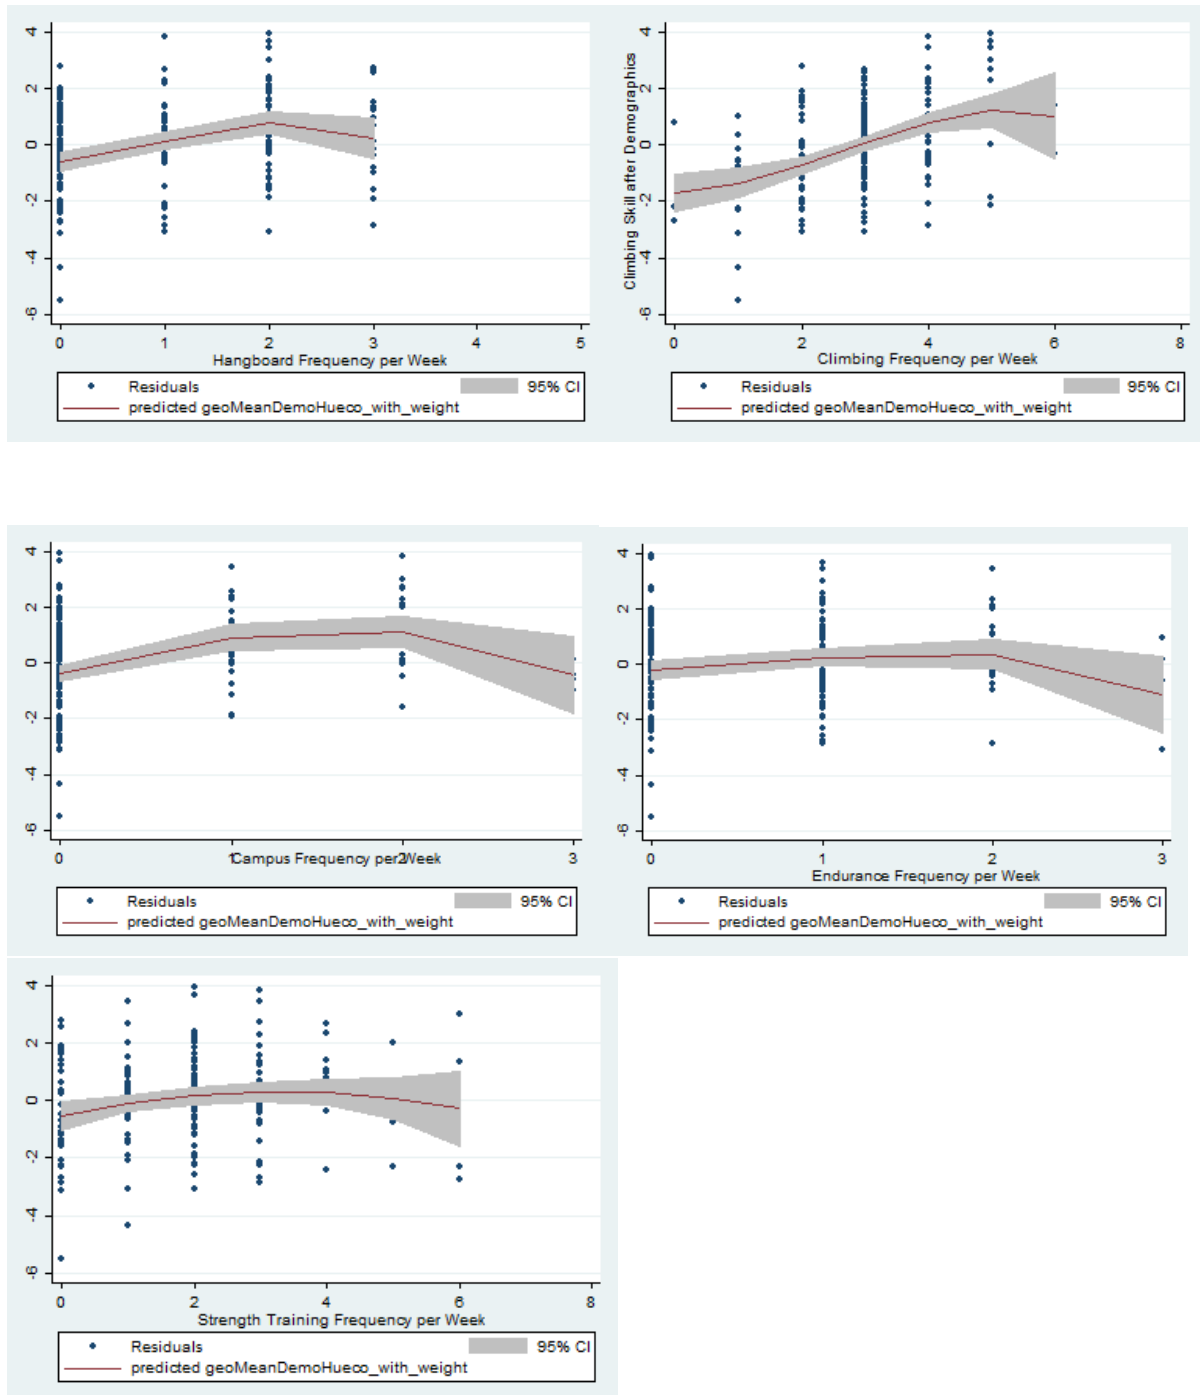 4
2
0
-2
-4
-6
0 1 2 3 4 5
Hangboard Frequency per Week
Residuals 95% CI
predicted geoMeanDemoHueco_with_weight
Climbing Skill after Demographics
4
2
0
-2
-4
-6
0 2 4 6 8
Climbing Frequency per Week
Residuals 95% CI
predicted geoMeanDemoHueco_with_weight
4
2
0
-2
-4
-6
0 1 2 3
Campus Frequency per Week
Residuals 95% CI
predicted geoMeanDemoHueco_with_weight
4
2
0
-2
-4
-6
0 1 2 3
Endurance Frequency per Week
Residuals 95% CI
predicted geoMeanDemoHueco_with_weight
4
2
0
-2
-4
-6
0 2 4 6 8
Strength Training Frequency per Week
Residuals 95% CI
predicted geoMeanDemoHueco_with_weight